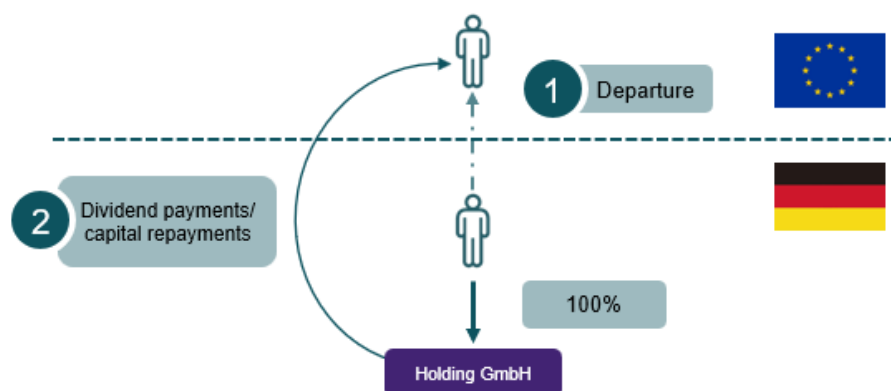 1
Departure
2
Dividend payments/
capital repayments
100%
Holding GmbH